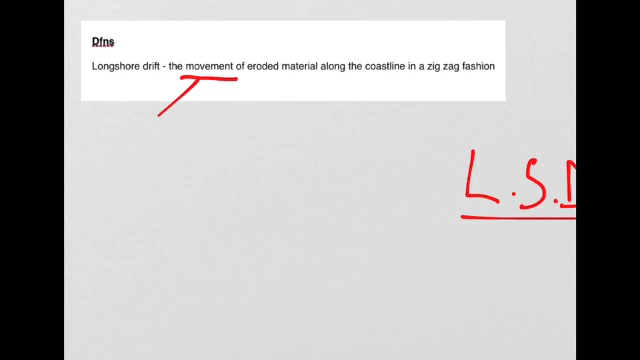 Dfns
Longshore drift - the movement of eroded material along the coastline in a zig zag fashion
L.S.D